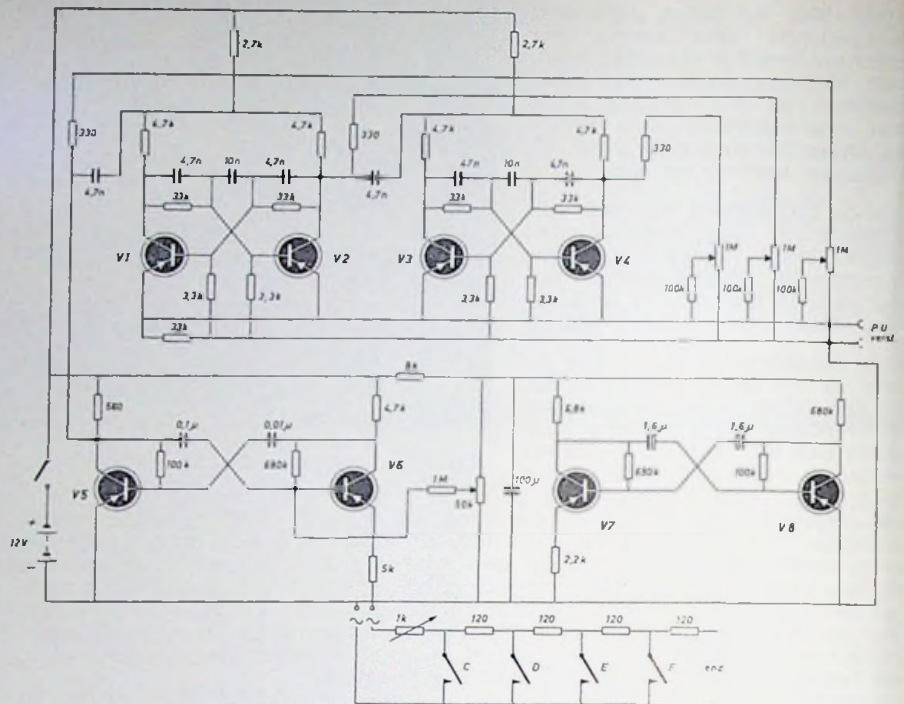 2,7k 2,7k
330 4,7k 4,7k 330 4,7k 4,7k 330
4,7n 4,7n 10n 4,7n 4,7n 47n 10n 4,7n
33k 33k 33k 33k
V1 V2 V3 V4
1M 1M 1M
100k 100k 100k
3,3k 3,3k 3,3k 3,3k
33k
P.U
verst.
8k
560 4,7k 6,8k 680k
0,1µ 0,01µ 1,6µ 1,6µ
100k 680k 680k 100k
V5 V6 1M 50k 100µ V7 V8
+
12V
-
5k 2,2k
1k 120 120 120 120
C D E F enz